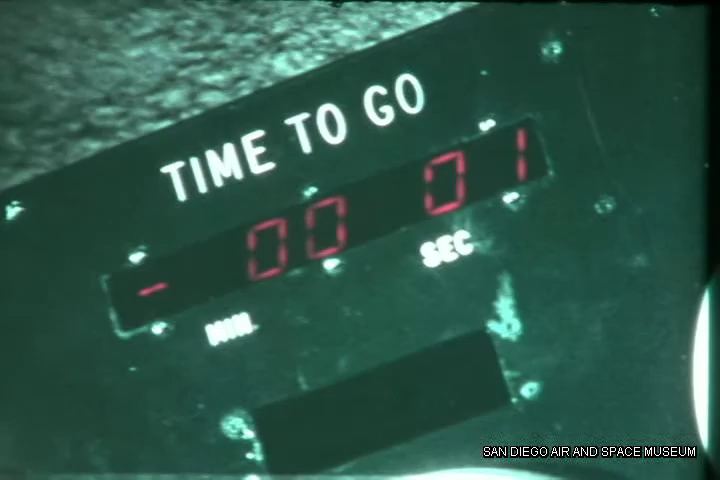 TIME TO GO
- 00 01
MIN SEC
SAN DIEGO AIR AND SPACE MUSEUM